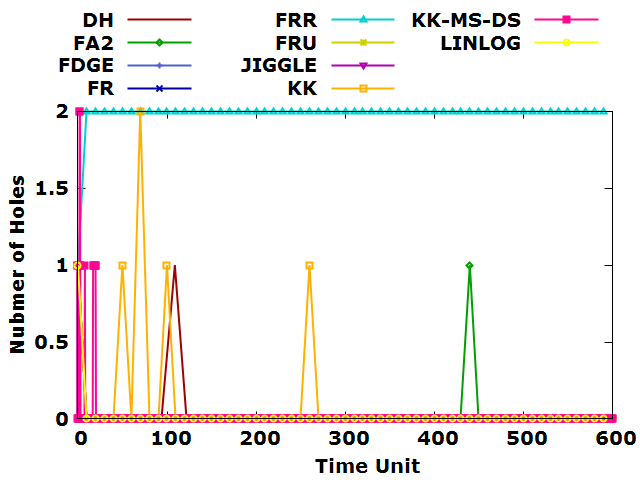 DH FRR KK-MS-DS
FA2 FRU LINLOG
FDGE JIGGLE
FR KK
2
1.5
1
0.5
0
Nubmer of Holes
0 100 200 300 400 500 600
Time Unit